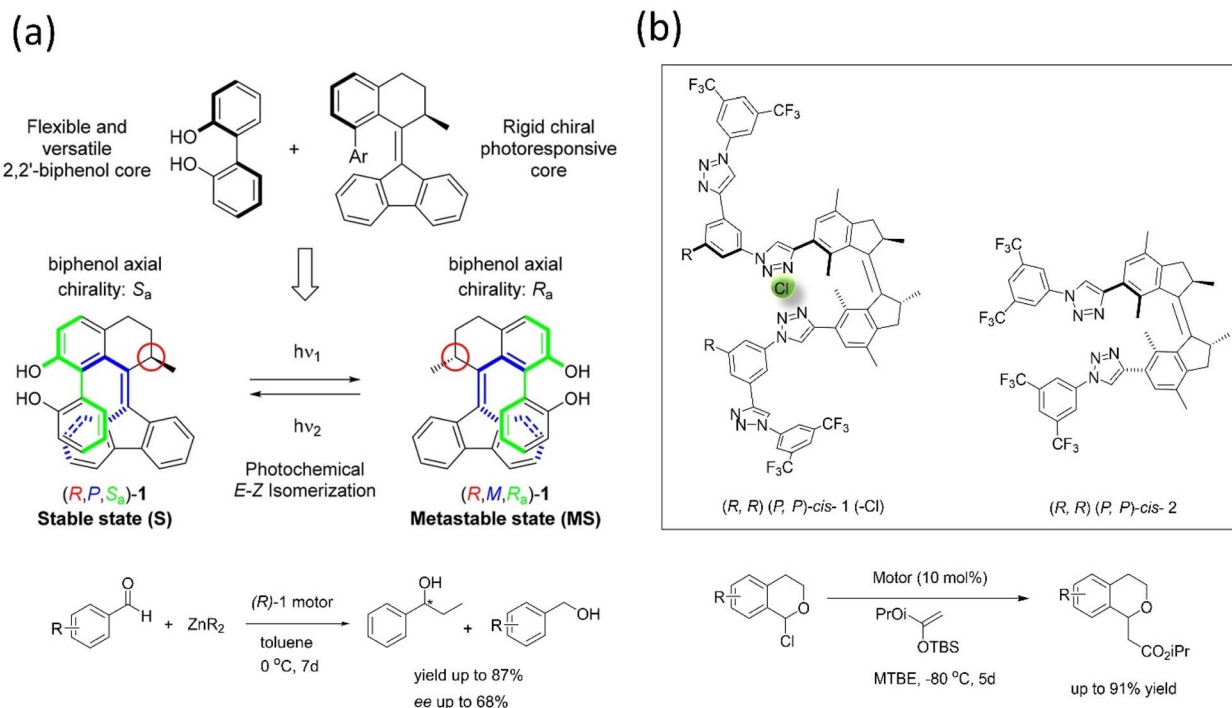 (a)
Flexible and
versatile
2,2'-biphenol core
HO
HO
+
Ar
Rigid chiral
photoresponsive
core
biphenol axial
chirality: Sa
biphenol axial
chirality: Ra
HO
HO
hν1
hν2
OH
OH
Photochemical
E-Z Isomerization
(R,P,Sa)-1
Stable state (S)
(R,M,Ra)-1
Metastable state (MS)
R
O
H
+ ZnR2
(R)-1 motor
toluene
0 °C, 7d
OH
*
+
R
OH
yield up to 87%
ee up to 68%
(b)
F3C
CF3
N
N=N
R
N
N=N
Cl
N=N
N
R
N
N=N
CF3
F3C
(R, R) (P, P)-cis- 1 (-Cl)
F3C
F3C
N
N=N
N=N
N
F3C
CF3
(R, R) (P, P)-cis- 2
R
O
Cl
Motor (10 mol%)
PrOi
OTBS
MTBE, -80 °C, 5d
R
O
CO2iPr
up to 91% yield